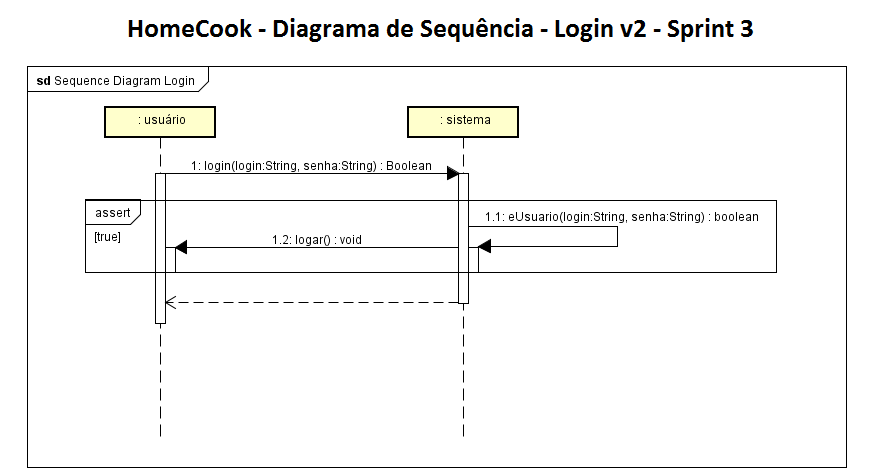 HomeCook - Diagrama de Sequência - Login v2 - Sprint 3
sd Sequence Diagram Login
: usuário
: sistema
1: login(login:String, senha:String) : Boolean
assert
1.1: eUsuario(login:String, senha:String) : boolean
[true]
1.2: logar() : void